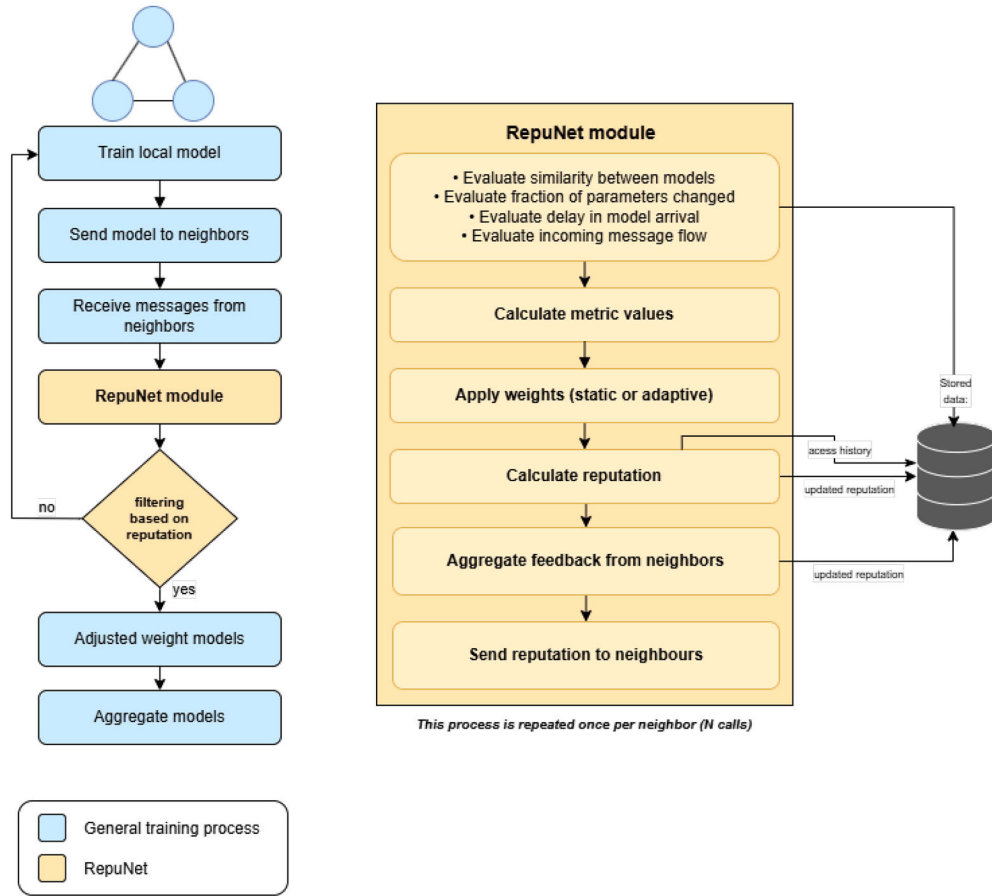 Train local model
Send model to neighbors
Receive messages from
neighbors
RepuNet module
filtering
based on
reputation
no
yes
Adjusted weight models
Aggregate models
RepuNet module
• Evaluate similarity between models
• Evaluate fraction of parameters changed
• Evaluate delay in model arrival
• Evaluate incoming message flow
Calculate metric values
Apply weights (static or adaptive)
Calculate reputation
Aggregate feedback from neighbors
Send reputation to neighbours
Stored
data:
acess history
updated reputation
updated reputation
This process is repeated once per neighbor (N calls)
General training process
RepuNet